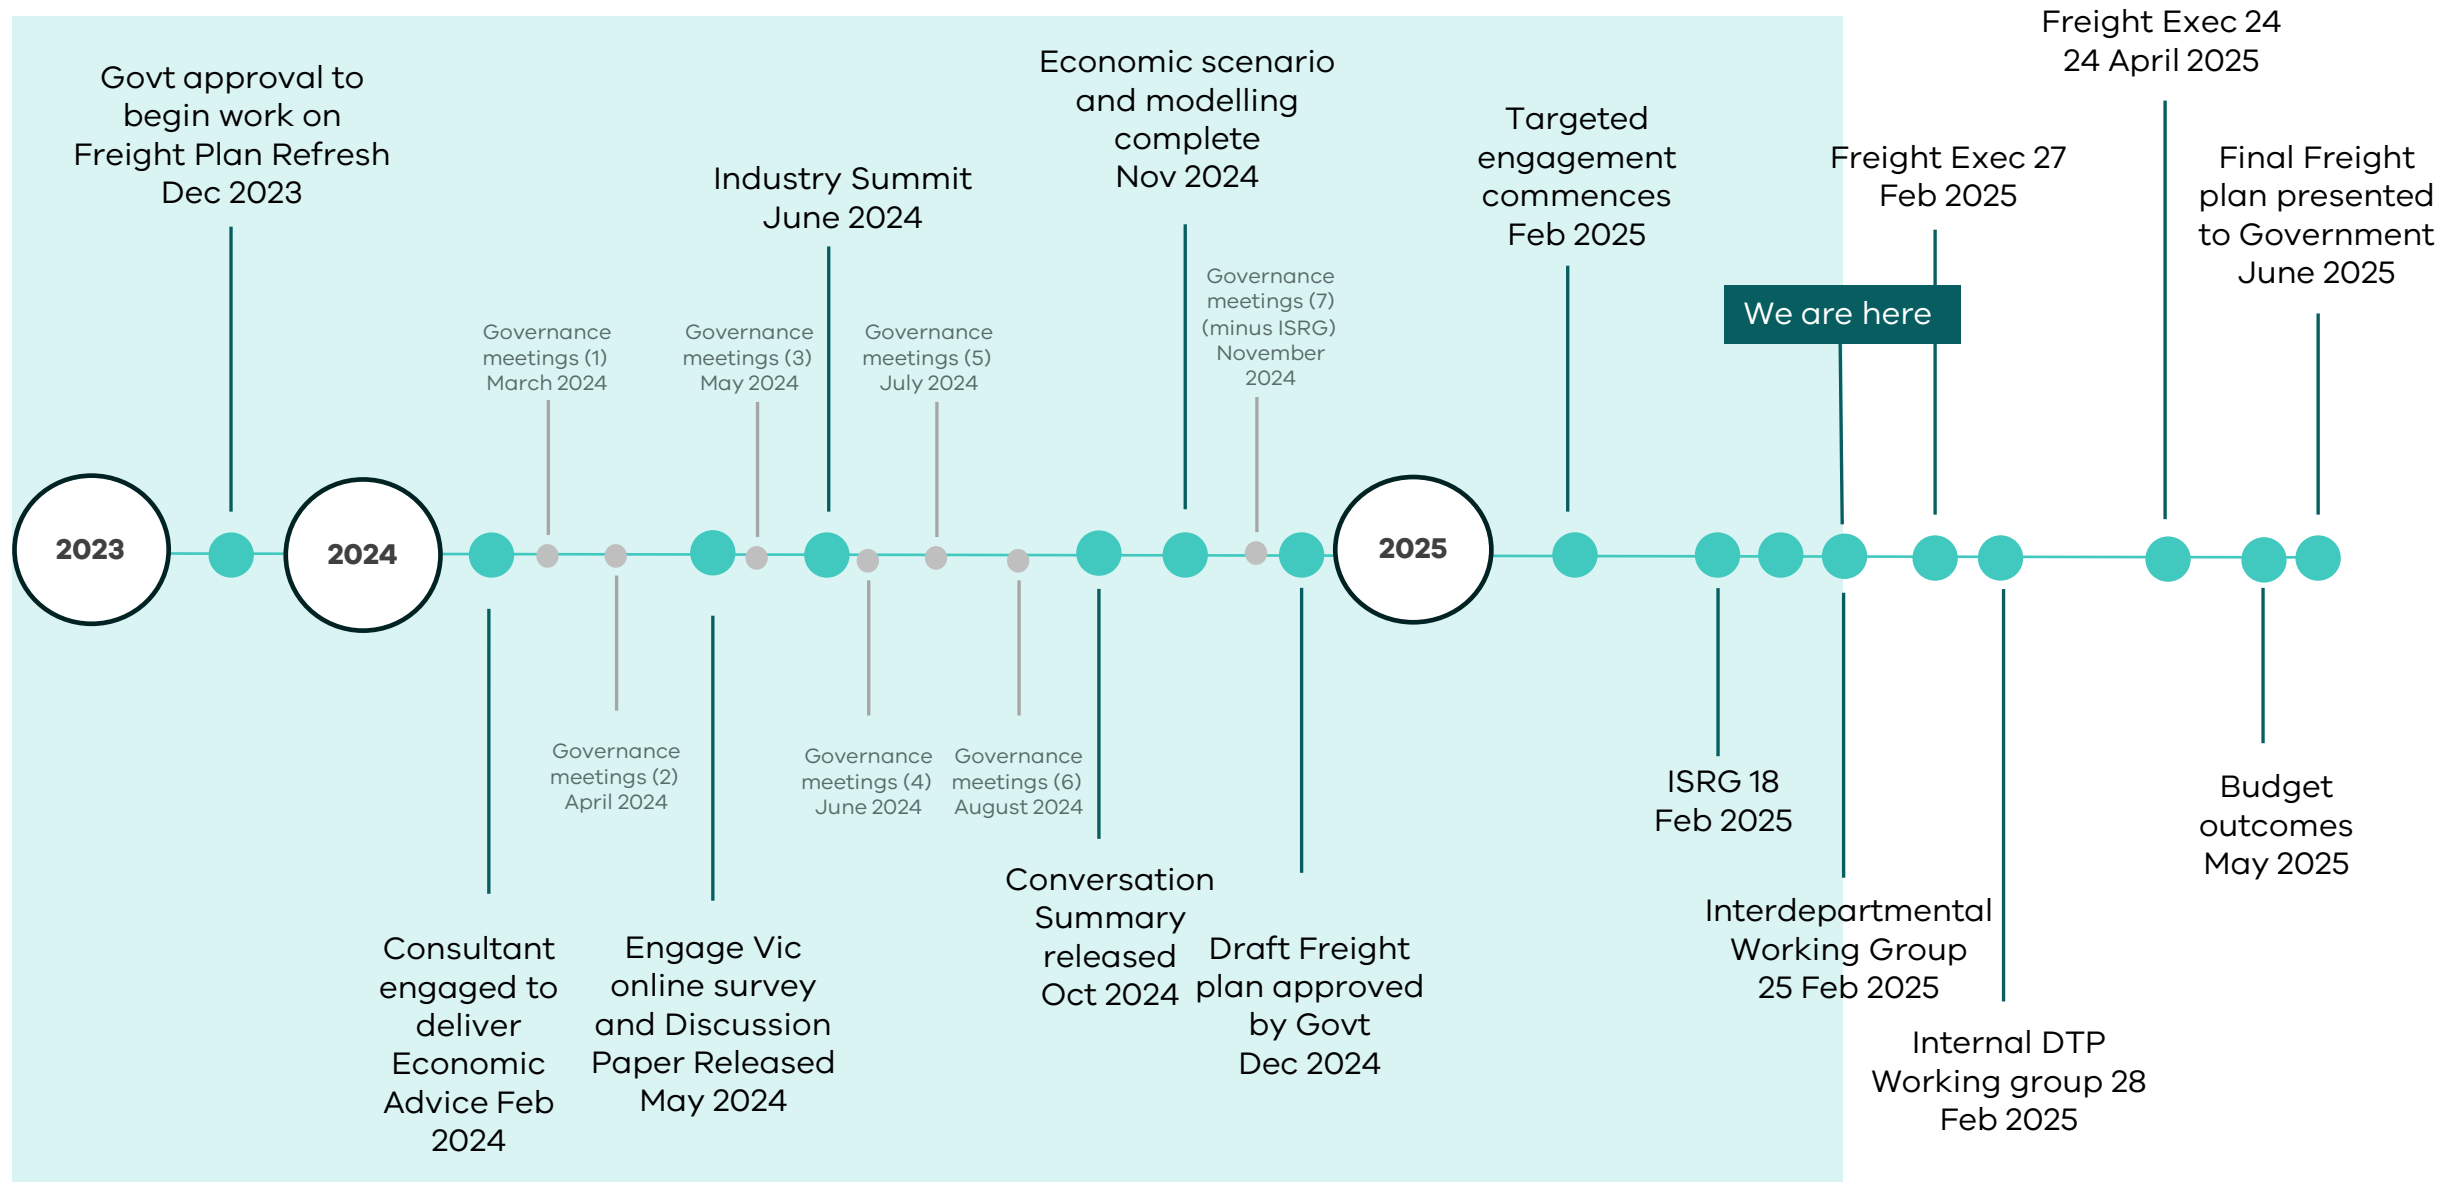 Govt approval to
begin work on
Freight Plan Refresh
Dec 2023
Industry Summit
June 2024
Economic scenario
and modelling
complete
Nov 2024
Targeted
engagement
commences
Feb 2025
Freight Exec 27
Feb 2025
Freight Exec 24
24 April 2025
Final Freight
plan presented
to Government
June 2025
We are here
Governance
meetings (1)
March 2024
Governance
meetings (3)
May 2024
Governance
meetings (5)
July 2024
Governance
meetings (7)
(minus ISRG)
November
2024
2023
2024
2025
Governance
meetings (2)
April 2024
Governance
meetings (4)
June 2024
Governance
meetings (6)
August 2024
Consultant
engaged to
deliver
Economic
Advice Feb
2024
Engage Vic
online survey
and Discussion
Paper Released
May 2024
Conversation
Summary
released
Oct 2024
Draft Freight
plan approved
by Govt
Dec 2024
ISRG 18
Feb 2025
Interdepartmental
Working Group
25 Feb 2025
Internal DTP
Working group 28
Feb 2025
Budget
outcomes
May 2025